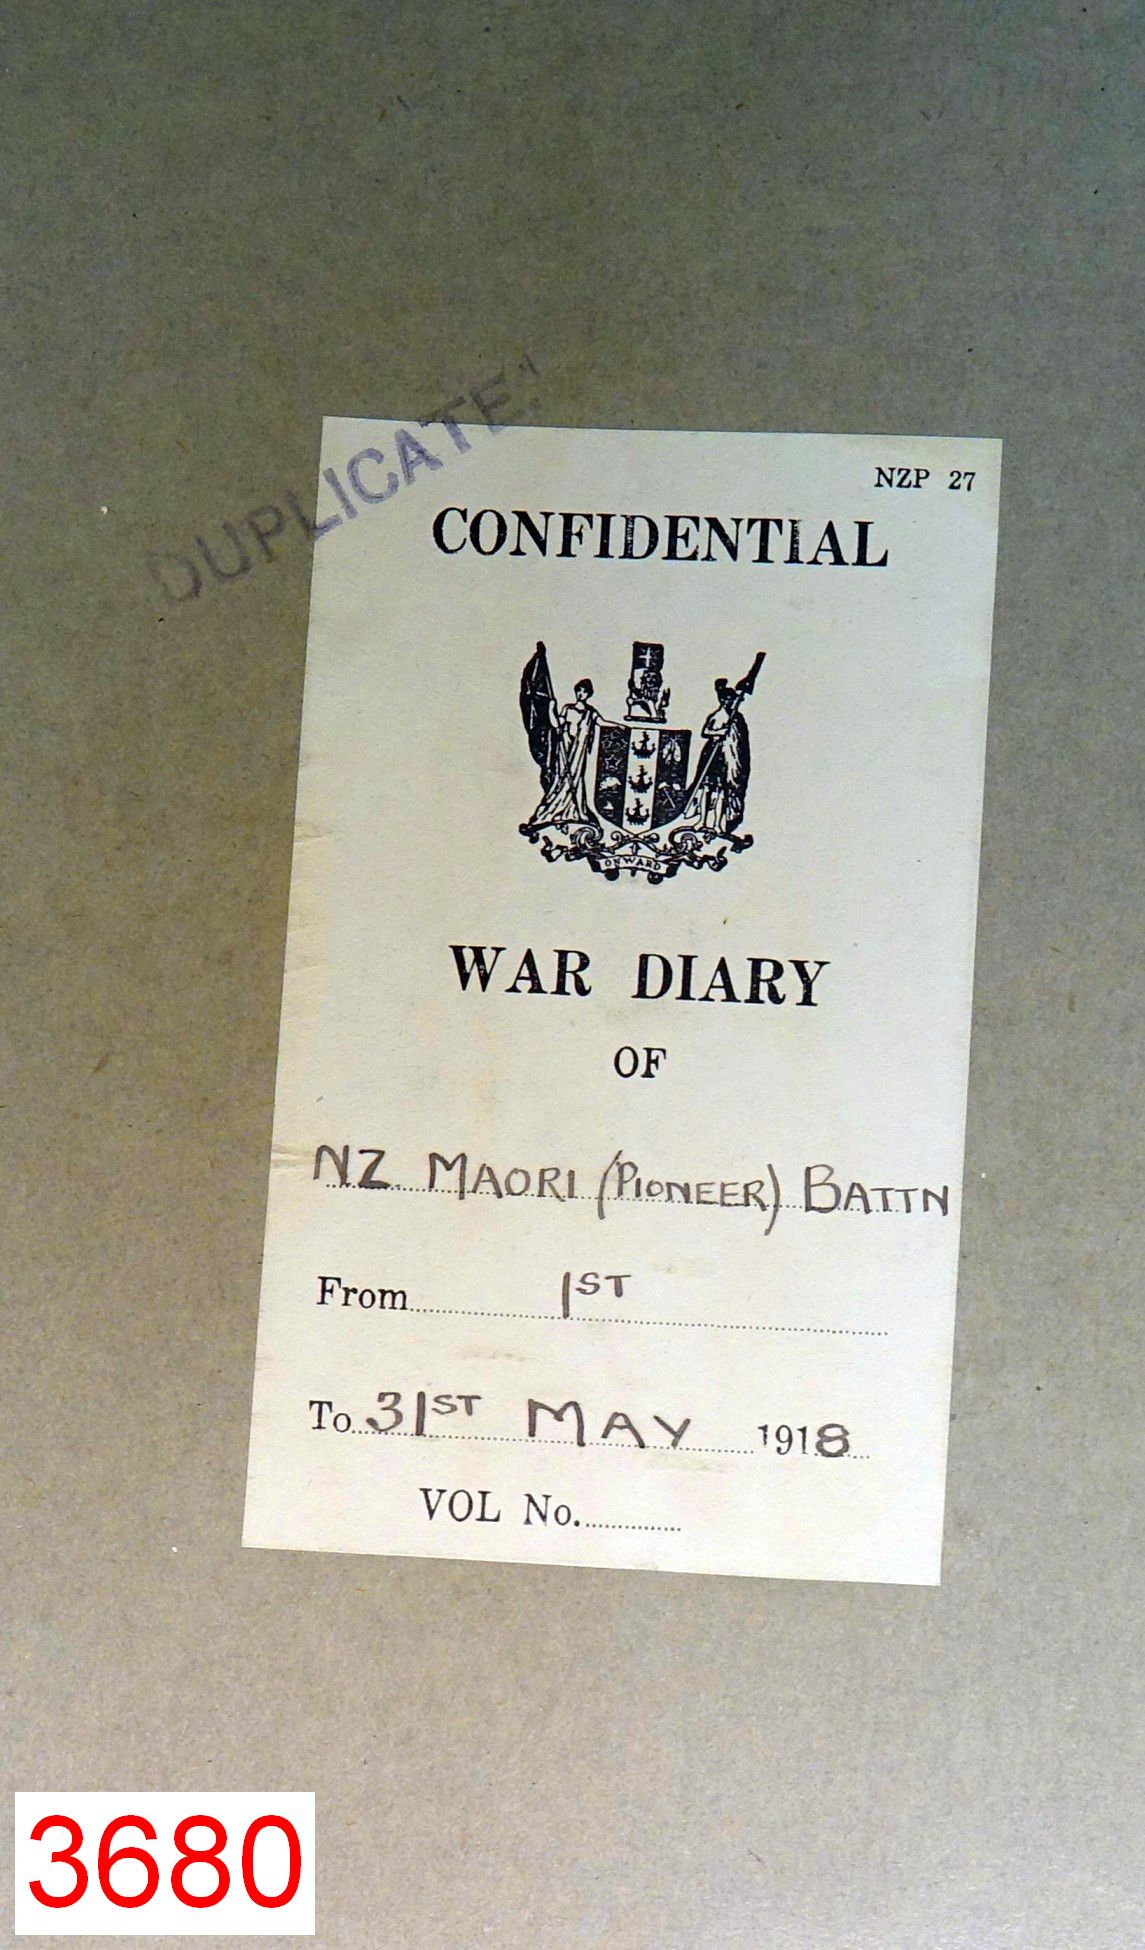 DUPLICATE."
NZP 27
CONFIDENTIAL
ONWARD
WAR DIARY
OF
NZ. MAORI (PIONEER) BATTN
From 1ST
To 31ST MAY 1918
VOL No.
3680